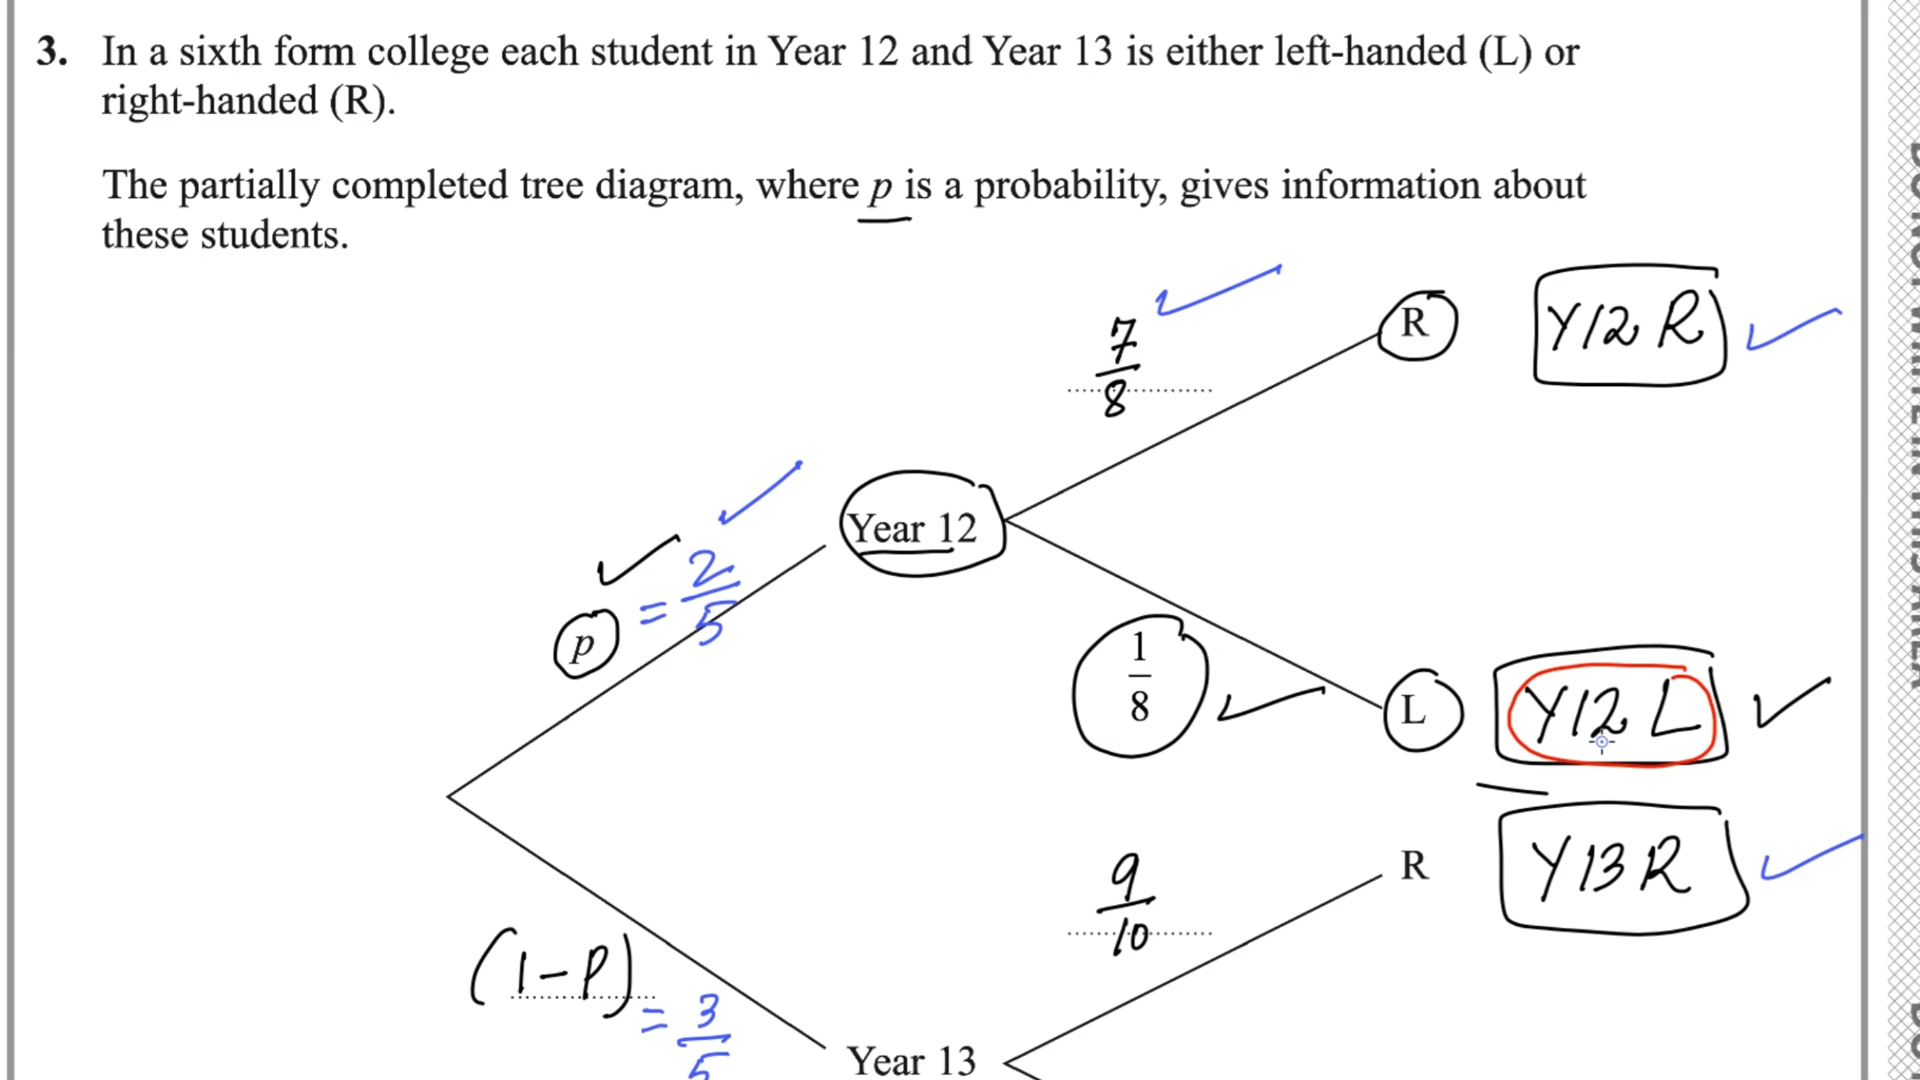 3. In a sixth form college each student in Year 12 and Year 13 is either left-handed (L) or
right-handed (R).
The partially completed tree diagram, where p is a probability, gives information about
these students.
7/8
R
Y12 R
Year 12
p = 2/5
1/8
L
Y12 L
9/10
R
Y13 R
(1-P) = 3/5
Year 13